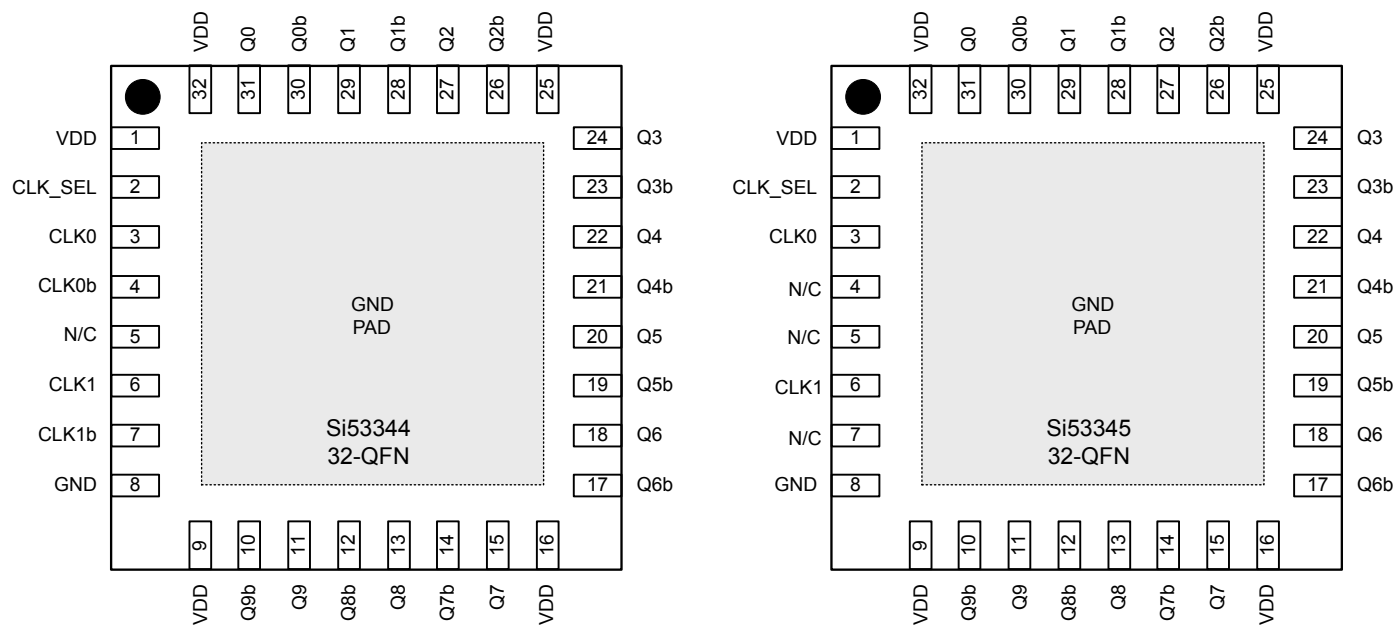 VDD
Q0
Q0b
Q1
Q1b
Q2
Q2b
VDD
32
31
30
29
28
27
26
25
VDD
1
CLK_SEL
2
CLK0
3
CLK0b
4
N/C
5
CLK1
6
CLK1b
7
GND
8
24
Q3
23
Q3b
22
Q4
21
Q4b
20
Q5
19
Q5b
18
Q6
17
Q6b
GND
PAD
Si53344
32-QFN
9
10
11
12
13
14
15
16
VDD
Q9b
Q9
Q8b
Q8
Q7b
Q7
VDD
VDD
Q0
Q0b
Q1
Q1b
Q2
Q2b
VDD
32
31
30
29
28
27
26
25
VDD
1
CLK_SEL
2
CLK0
3
N/C
4
N/C
5
CLK1
6
N/C
7
GND
8
24
Q3
23
Q3b
22
Q4
21
Q4b
20
Q5
19
Q5b
18
Q6
17
Q6b
GND
PAD
Si53345
32-QFN
9
10
11
12
13
14
15
16
VDD
Q9b
Q9
Q8b
Q8
Q7b
Q7
VDD